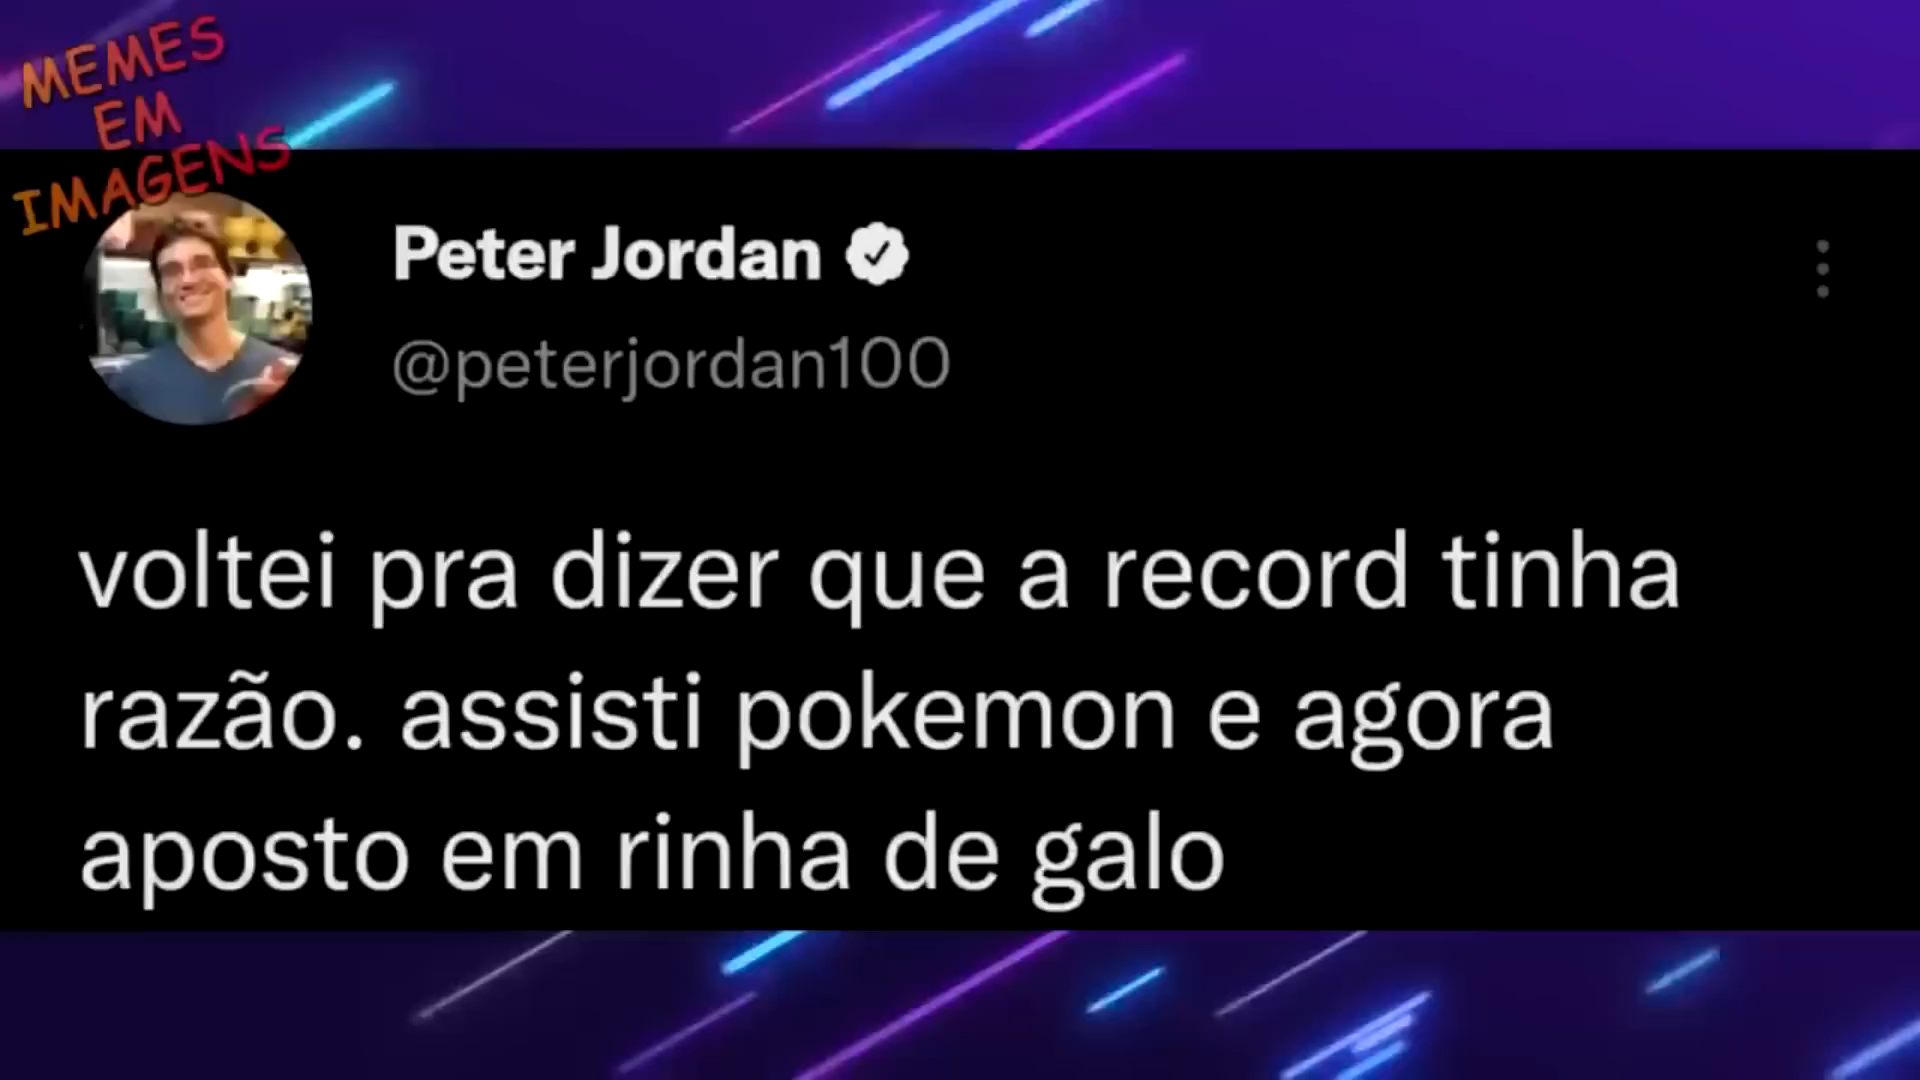 MEMES
EM
IMAGENS
Peter Jordan
@peterjordan100
voltei pra dizer que a record tinha
razão. assisti pokemon e agora
aposto em rinha de galo